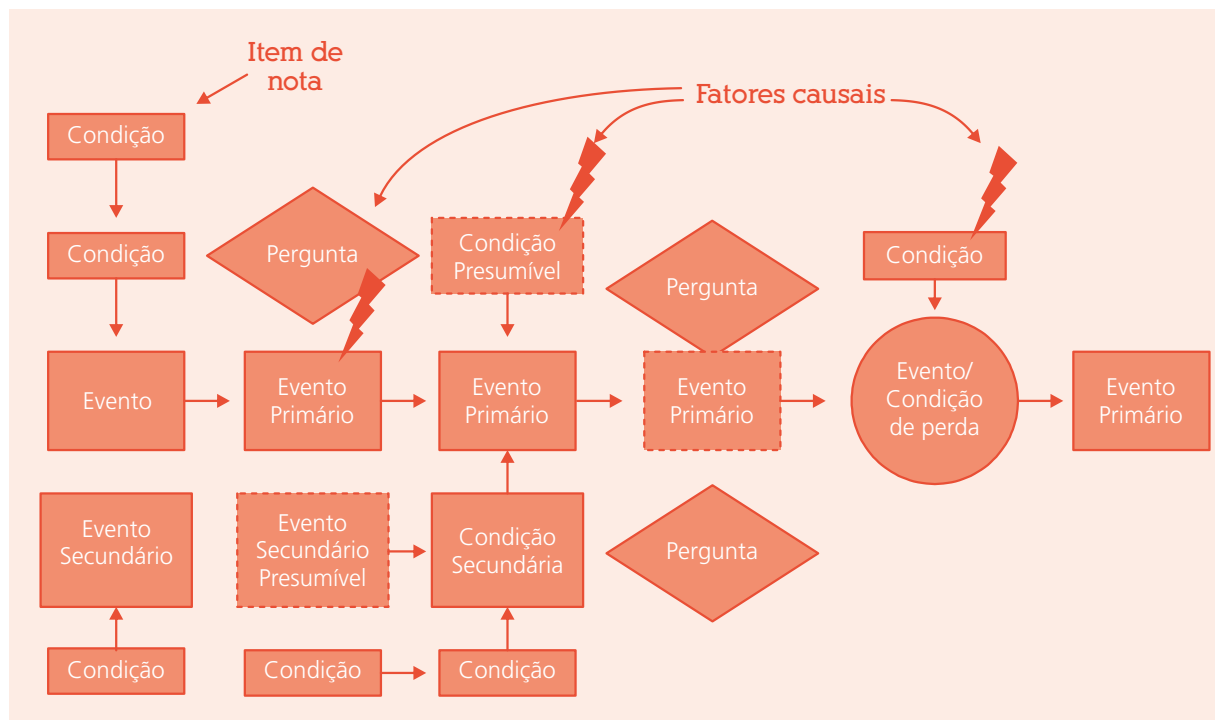 Item de
nota
Fatores causais
Condição
Condição
Pergunta
Condição
Presumível
Pergunta
Condição
Evento
Evento
Primário
Evento
Primário
Evento
Primário
Evento/
Condição
de perda
Evento
Primário
Evento
Secundário
Evento
Secundário
Presumível
Condição
Secundária
Pergunta
Condição
Condição
Condição